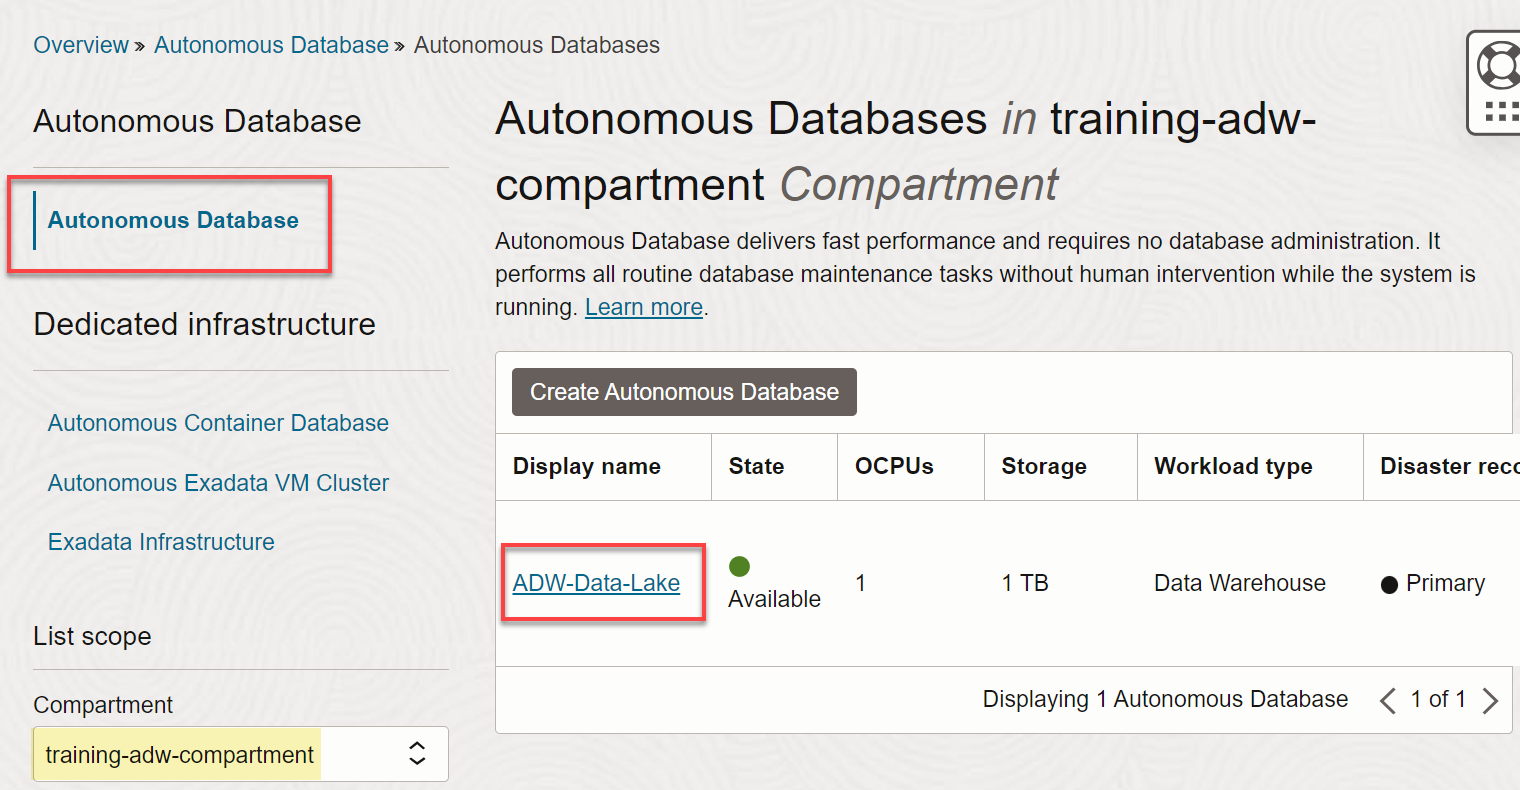 Overview » Autonomous Database » Autonomous Databases
Autonomous Database
Autonomous Database
Dedicated infrastructure
Autonomous Container Database
Autonomous Exadata VM Cluster
Exadata Infrastructure
List scope
Compartment
training-adw-compartment
Autonomous Databases in training-adw-
compartment Compartment
Autonomous Database delivers fast performance and requires no database administration. It
performs all routine database maintenance tasks without human intervention while the system is
running. Learn more.
Create Autonomous Database
Display name State OCPUs Storage Workload type Disaster reco
ADW-Data-Lake Available 1 1 TB Data Warehouse Primary
Displaying 1 Autonomous Database 1 of 1